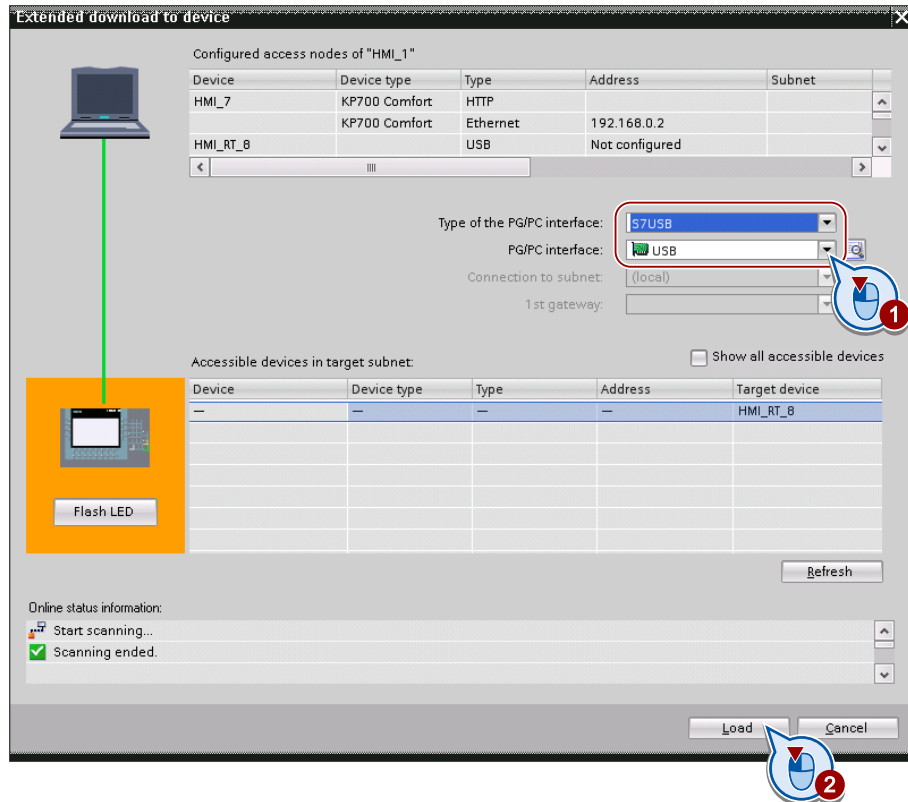 Extended download to device
Configured access nodes of "HMI_1"
Device Device type Type Address Subnet
HMI_7 KP700 Comfort HTTP
KP700 Comfort Ethernet 192.168.0.2
HMI_RT_8 USB Not configured
Type of the PG/PC interface: S7USB
PG/PC interface: USB
Connection to subnet: (local)
1st gateway:
1
Accessible devices in target subnet: Show all accessible devices
Device Device type Type Address Target device
— — — — HMI_RT_8
Flash LED
Refresh
Online status information:
Start scanning...
Scanning ended.
Load Cancel
2